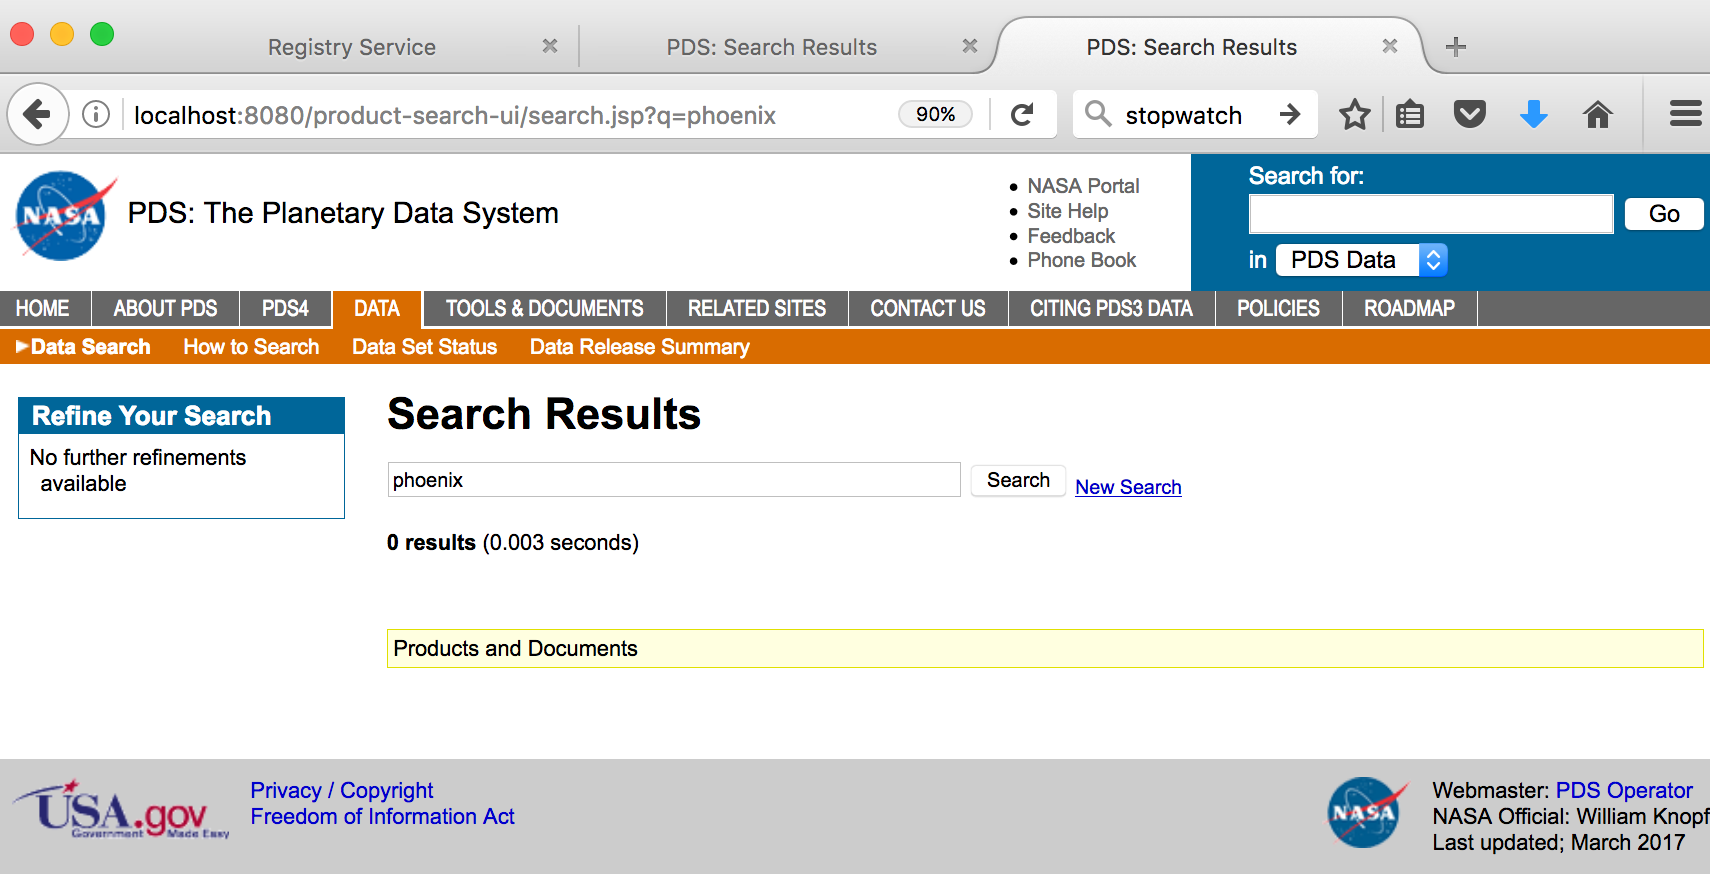 Registry Service
PDS: Search Results
PDS: Search Results
localhost:8080/product-search-ui/search.jsp?q=phoenix
90%
stopwatch
NASA
PDS: The Planetary Data System
NASA Portal
Site Help
Feedback
Phone Book
Search for:
Go
in PDS Data
HOME ABOUT PDS PDS4 DATA TOOLS & DOCUMENTS RELATED SITES CONTACT US CITING PDS3 DATA POLICIES ROADMAP
Data Search How to Search Data Set Status Data Release Summary
Refine Your Search
No further refinements
available
Search Results
phoenix
Search
New Search
0 results (0.003 seconds)
Products and Documents
USA.gov
Government Made Easy
Privacy / Copyright
Freedom of Information Act
NASA
Webmaster: PDS Operator
NASA Official: William Knopf
Last updated; March 2017